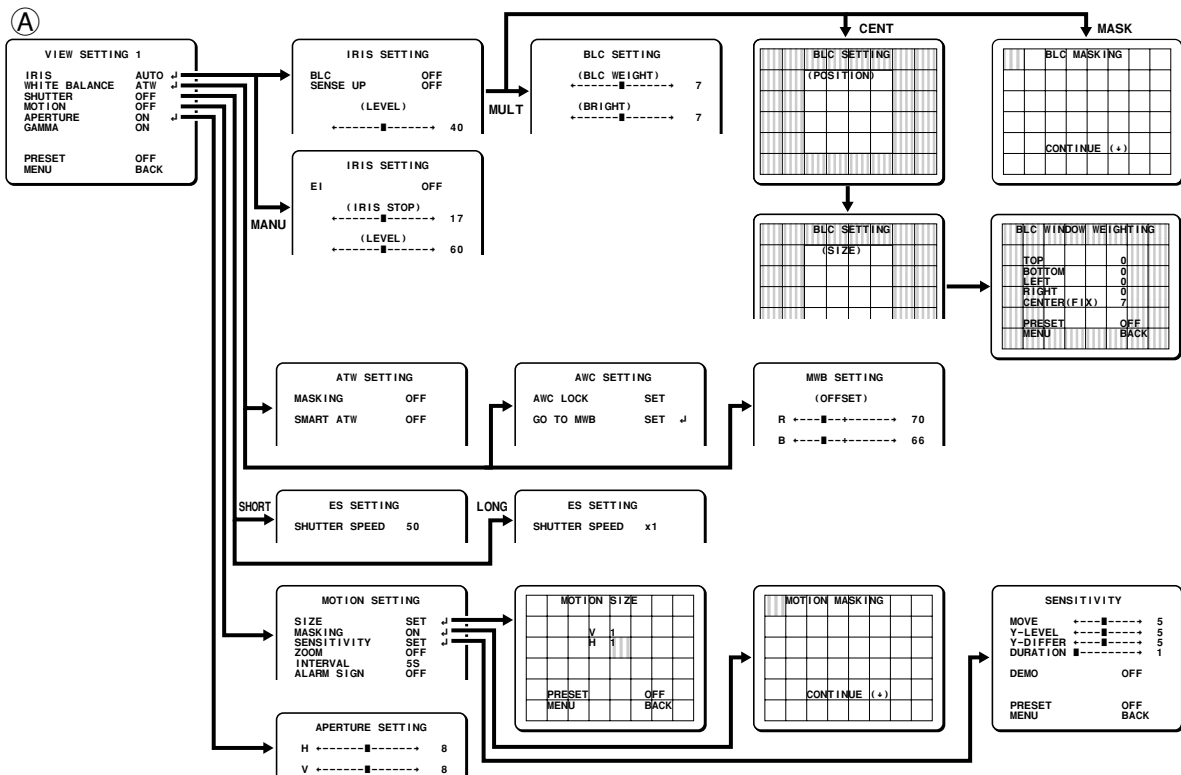 A
VIEW SETTING 1
IRIS AUTO ↲
WHITE BALANCE ATW ↲
SHUTTER OFF
MOTION OFF
APERTURE ON ↲
GAMMA ON
PRESET OFF
MENU BACK
IRIS SETTING
BLC OFF
SENSE UP OFF
(LEVEL)
40
MULT
BLC SETTING
(BLC WEIGHT)
7
(BRIGHT)
7
CENT
BLC SETTING
(POSITION)
MASK
BLC MASKING
CONTINUE (↓)
MANU
IRIS SETTING
EI OFF
(IRIS STOP)
17
(LEVEL)
60
BLC SETTING
(SIZE)
BLC WINDOW WEIGHTING
TOP 0
BOTTOM 0
LEFT 0
RIGHT 0
CENTER(FIX) 7
PRESET OFF
MENU BACK
ATW SETTING
MASKING OFF
SMART ATW OFF
AWC SETTING
AWC LOCK SET
GO TO MWB SET ↲
MWB SETTING
(OFFSET)
R 70
B 66
SHORT
ES SETTING
SHUTTER SPEED 50
LONG
ES SETTING
SHUTTER SPEED x1
MOTION SETTING
SIZE SET ↲
MASKING ON ↲
SENSITIVITY SET ↲
ZOOM OFF
INTERVAL 5S
ALARM SIGN OFF
MOTION SIZE
V 1
H 1
PRESET OFF
MENU BACK
MOTION MASKING
CONTINUE (↓)
SENSITIVITY
MOVE 5
Y-LEVEL 5
Y-DIFFER 5
DURATION 1
DEMO OFF
PRESET OFF
MENU BACK
APERTURE SETTING
H 8
V 8